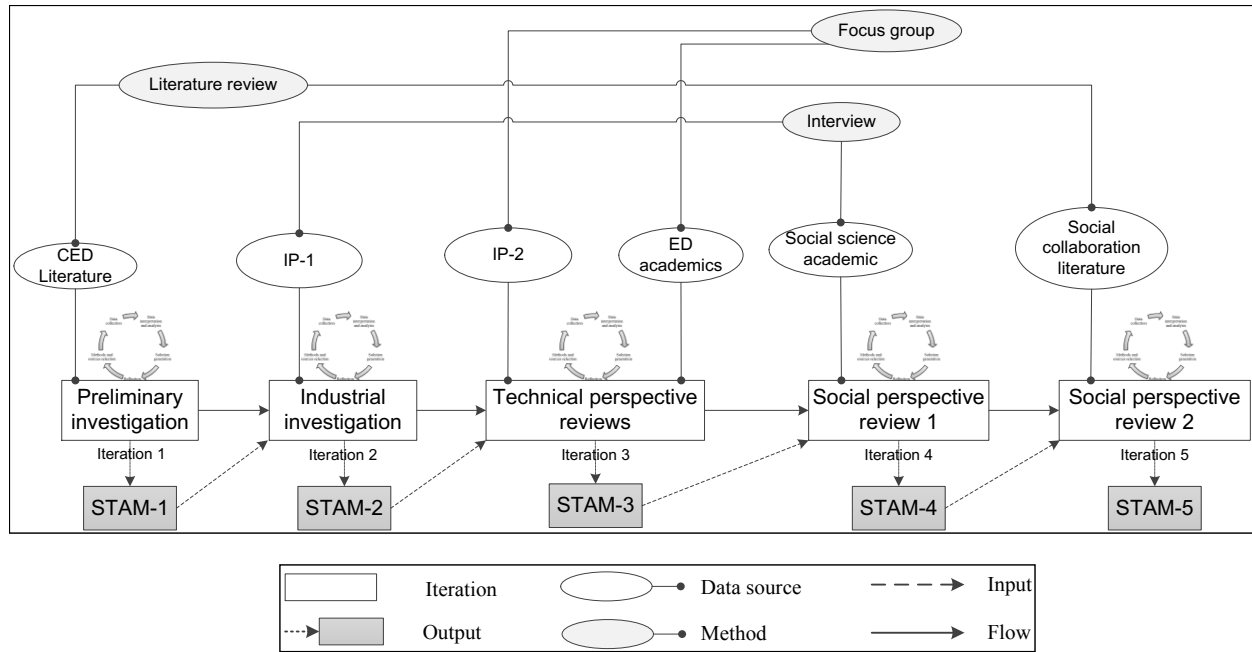 Focus group
Literature review
Interview
CED
Literature
IP-1
IP-2
ED
academics
Social science
academic
Social
collaboration
literature
Preliminary
investigation
Industrial
investigation
Technical perspective
reviews
Social perspective
review 1
Social perspective
review 2
Iteration 1
Iteration 2
Iteration 3
Iteration 4
Iteration 5
STAM-1
STAM-2
STAM-3
STAM-4
STAM-5
Iteration
Data source
Input
Output
Method
Flow